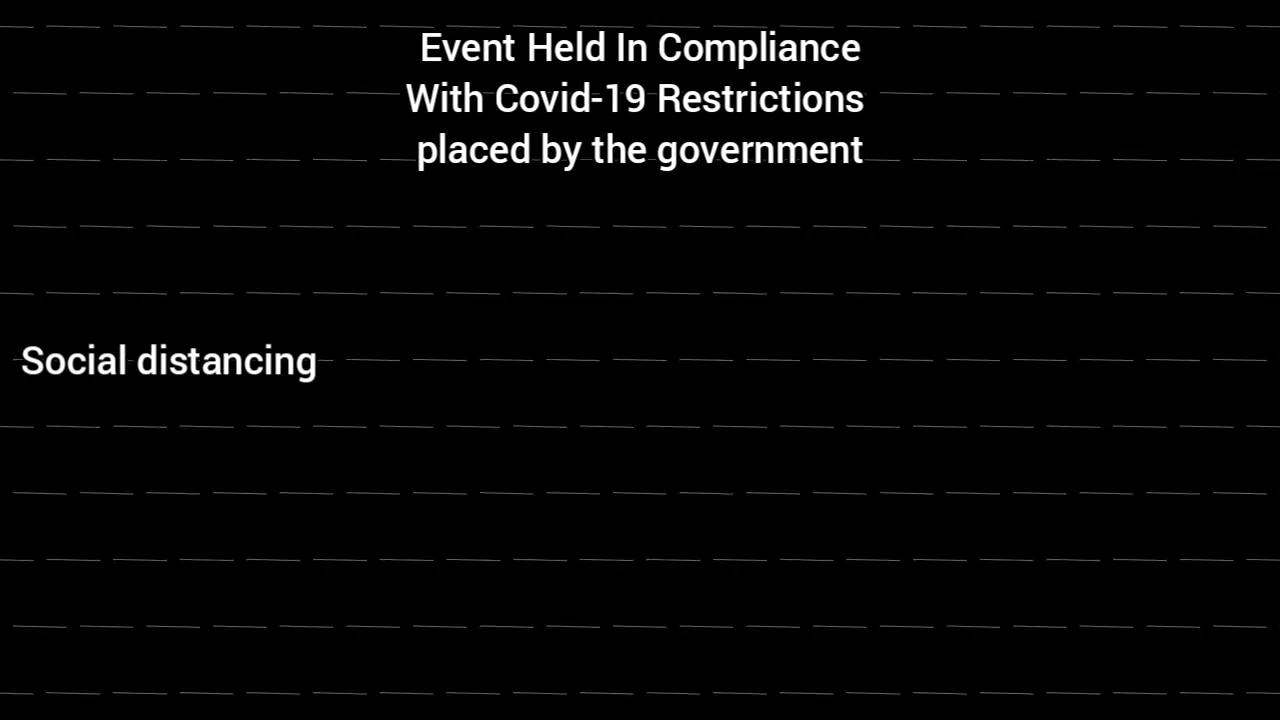 Event Held In Compliance
With Covid-19 Restrictions
placed by the government
Social distancing